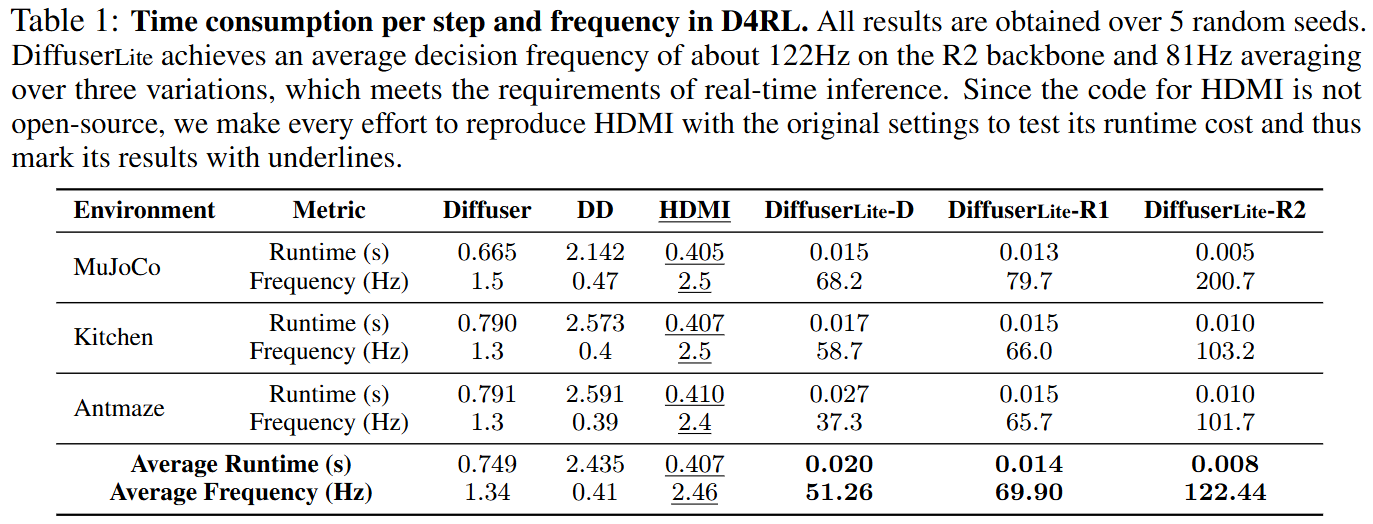 Table 1: Time consumption per step and frequency in D4RL. All results are obtained over 5 random seeds.
DiffuserLite achieves an average decision frequency of about 122Hz on the R2 backbone and 81Hz averaging
over three variations, which meets the requirements of real-time inference. Since the code for HDMI is not
open-source, we make every effort to reproduce HDMI with the original settings to test its runtime cost and thus
mark its results with underlines.
Environment Metric Diffuser DD HDMI DiffuserLite-D DiffuserLite-R1 DiffuserLite-R2
MuJoCo
Runtime (s) 0.665 2.142 0.405 0.015 0.013 0.005
Frequency (Hz) 1.5 0.47 2.5 68.2 79.7 200.7
Kitchen
Runtime (s) 0.790 2.573 0.407 0.017 0.015 0.010
Frequency (Hz) 1.3 0.4 2.5 58.7 66.0 103.2
Antmaze
Runtime (s) 0.791 2.591 0.410 0.027 0.015 0.010
Frequency (Hz) 1.3 0.39 2.4 37.3 65.7 101.7
Average Runtime (s) 0.749 2.435 0.407 0.020 0.014 0.008
Average Frequency (Hz) 1.34 0.41 2.46 51.26 69.90 122.44